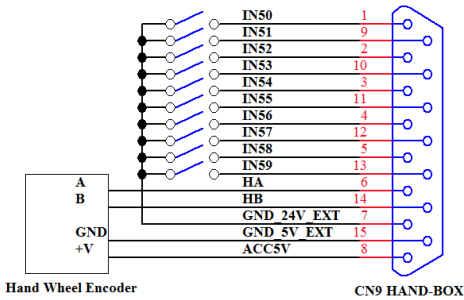 IN50 1
IN51 9
IN52 2
IN53 10
IN54 3
IN55 11
IN56 4
IN57 12
IN58 5
IN59 13
A HA 6
B HB 14
GND_24V_EXT 7
GND GND_5V_EXT 15
+V ACC5V 8
Hand Wheel Encoder CN9 HAND-BOX